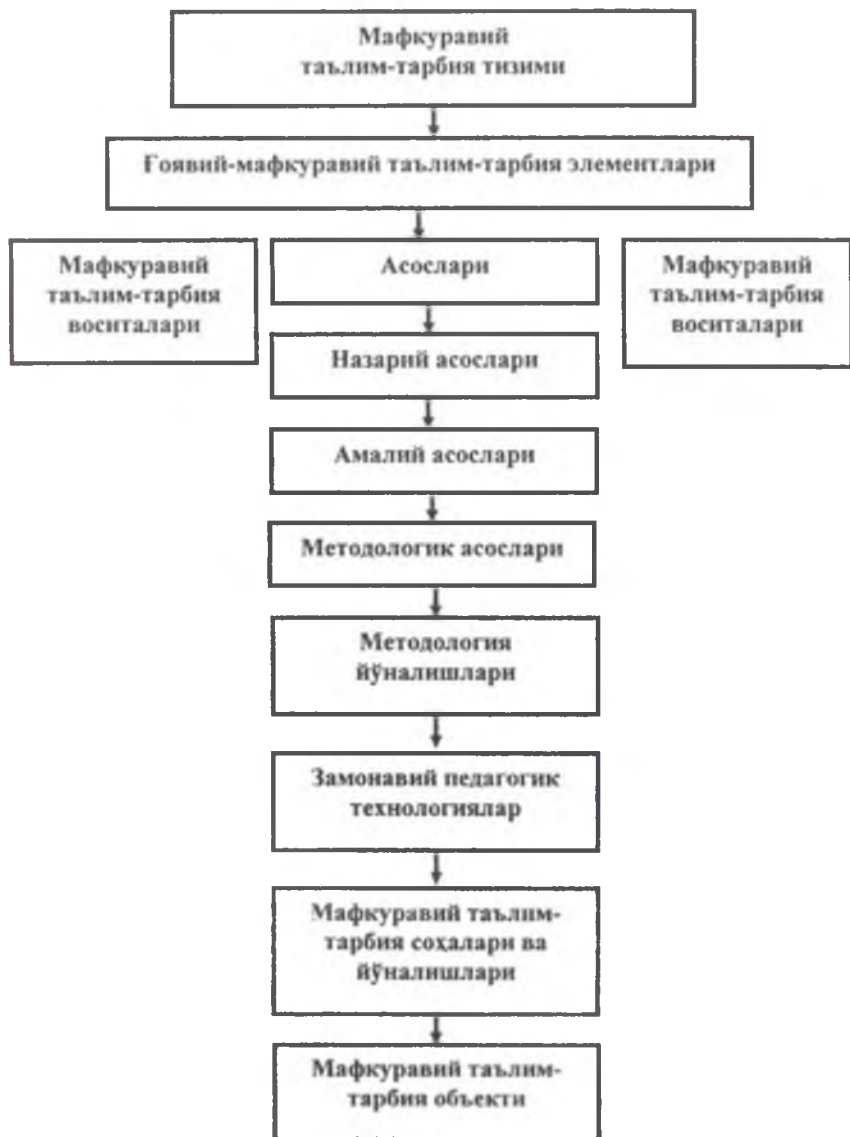 Мафкуравий
таълим-тарбия тизими
Ғоявий-мафкуравий таълим-тарбия элементлари
Мафкуравий
таълим-тарбия
воситалари
Асослари
Мафкуравий
таълим-тарбия
воситалари
Назарий асослари
Амалий асослари
Методологик асослари
Методология
йўналишлари
Замонавий педагогик
технологиялар
Мафкуравий таълим-
тарбия соҳалари ва
йўналишлари
Мафкуравий таълим-
тарбия объекти